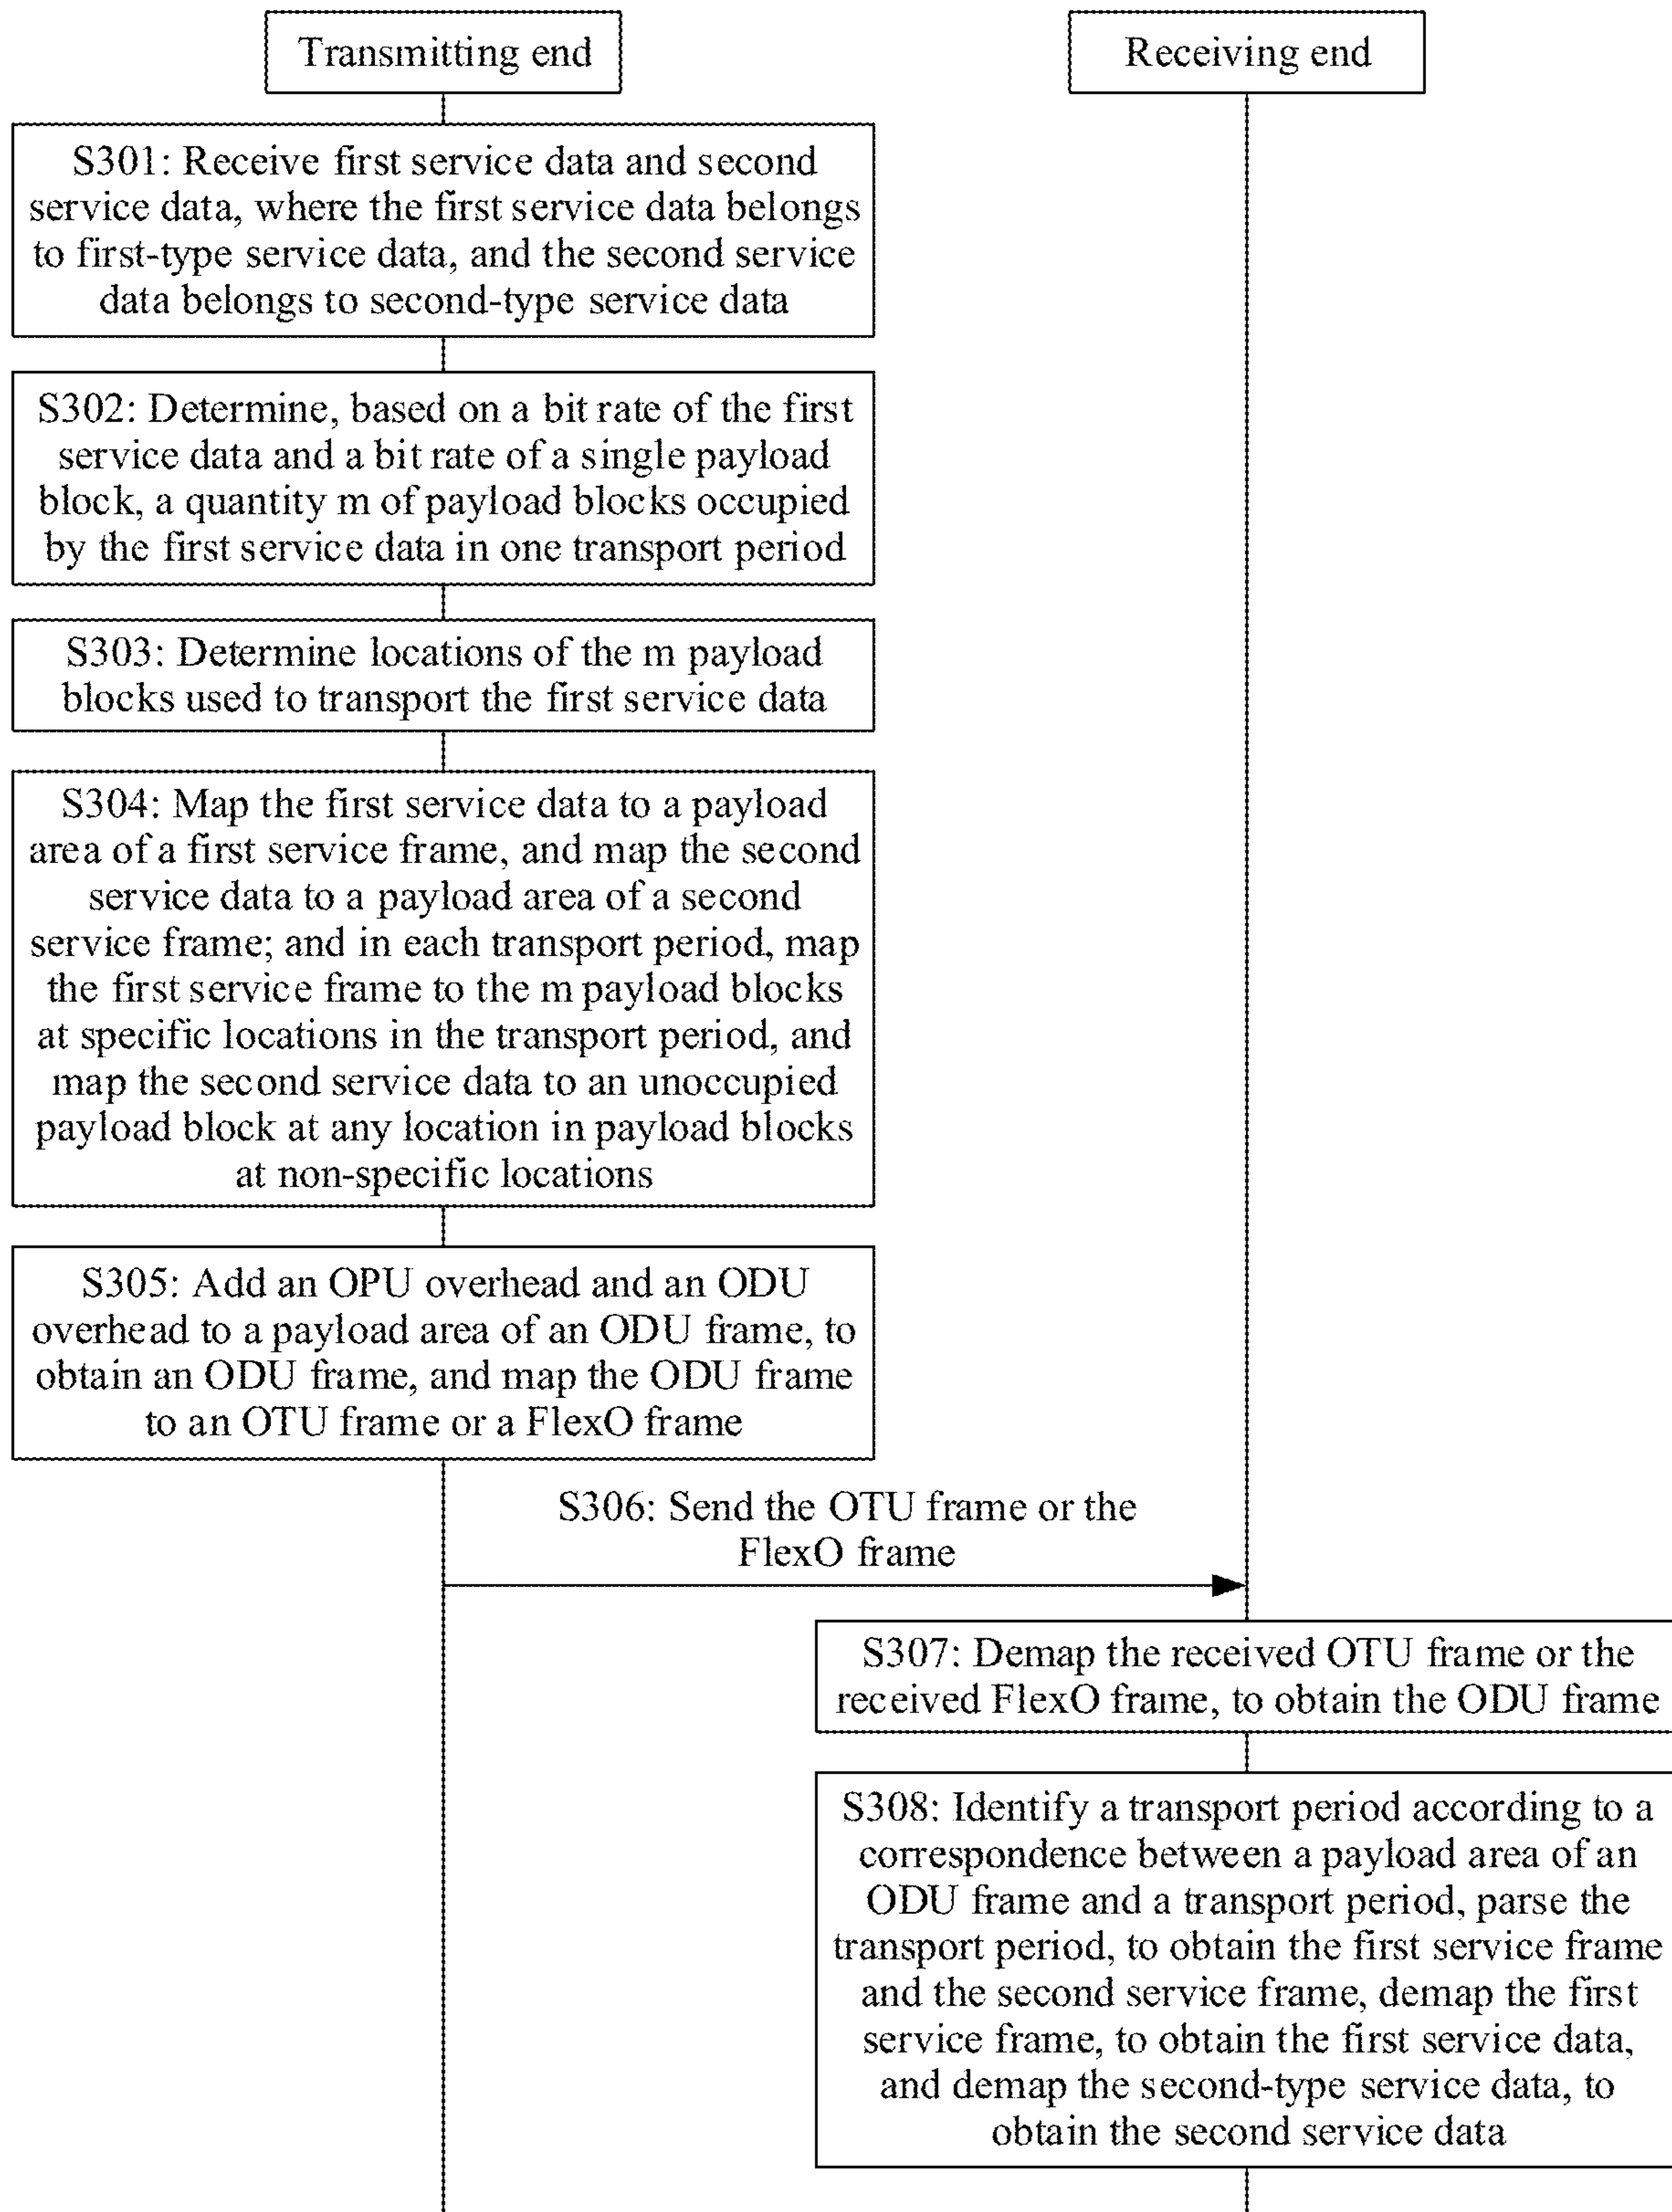 Transmitting end
Receiving end
S301: Receive first service data and second
service data, where the first service data belongs
to first-type service data, and the second service
data belongs to second-type service data
S302: Determine, based on a bit rate of the first
service data and a bit rate of a single payload
block, a quantity m of payload blocks occupied
by the first service data in one transport period
S303: Determine locations of the m payload
blocks used to transport the first service data
S304: Map the first service data to a payload
area of a first service frame, and map the second
service data to a payload area of a second
service frame; and in each transport period, map
the first service frame to the m payload blocks
at specific locations in the transport period, and
map the second service data to an unoccupied
payload block at any location in payload blocks
at non-specific locations
S305: Add an OPU overhead and an ODU
overhead to a payload area of an ODU frame, to
obtain an ODU frame, and map the ODU frame
to an OTU frame or a FlexO frame
S306: Send the OTU frame or the
FlexO frame
S307: Demap the received OTU frame or the
received FlexO frame, to obtain the ODU frame
S308: Identify a transport period according to a
correspondence between a payload area of an
ODU frame and a transport period, parse the
transport period, to obtain the first service frame
and the second service frame, demap the first
service frame, to obtain the first service data,
and demap the second-type service data, to
obtain the second service data